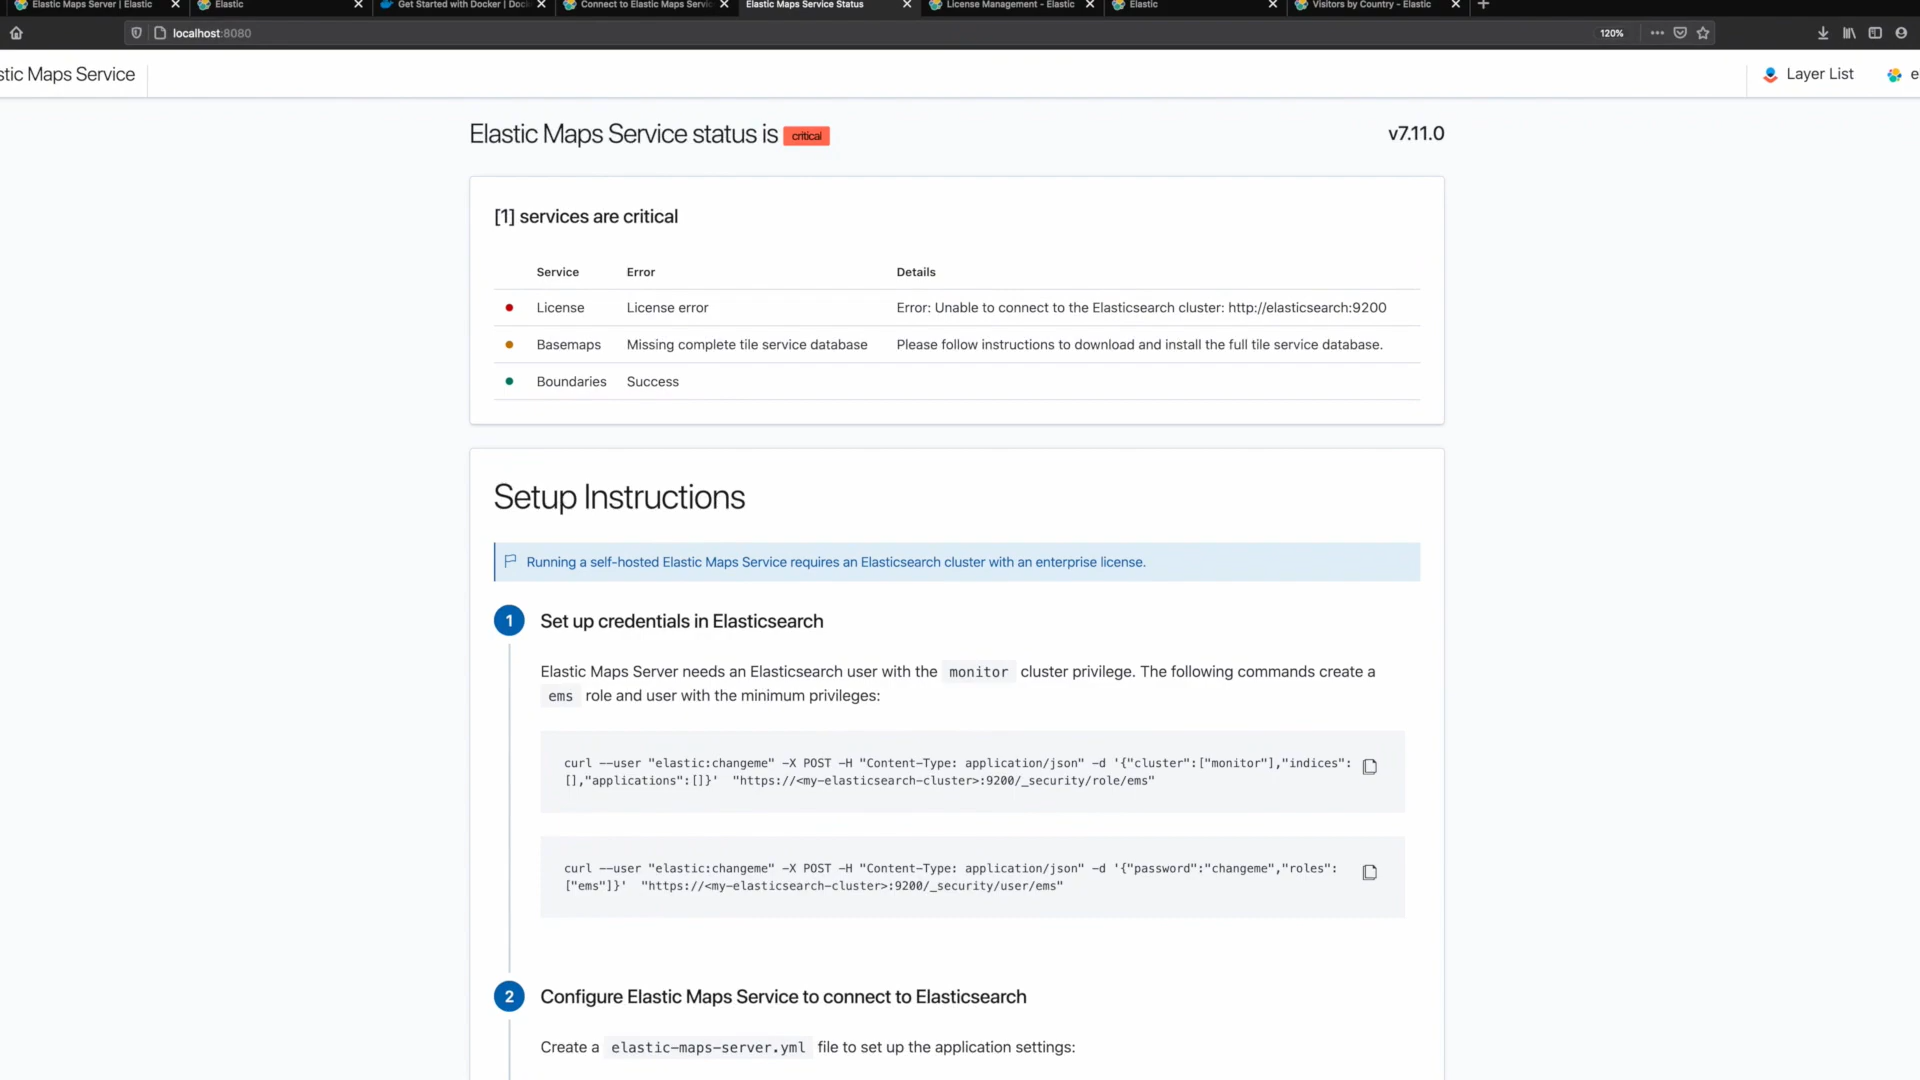 Elastic Maps Server | Elastic
Elastic
Get Started with Docker | Dock
Connect to Elastic Maps Servic
Elastic Maps Service Status
License Management - Elastic
Elastic
Visitors by Country - Elastic
localhost:8080
120%
stic Maps Service
Layer List
e
Elastic Maps Service status is critical
v7.11.0
[1] services are critical
Service Error Details
License License error Error: Unable to connect to the Elasticsearch cluster: http://elasticsearch:9200
Basemaps Missing complete tile service database Please follow instructions to download and install the full tile service database.
Boundaries Success
Setup Instructions
Running a self-hosted Elastic Maps Service requires an Elasticsearch cluster with an enterprise license.
1 Set up credentials in Elasticsearch
Elastic Maps Server needs an Elasticsearch user with the monitor cluster privilege. The following commands create a
ems role and user with the minimum privileges:
curl --user "elastic:changeme" -X POST -H "Content-Type: application/json" -d '{"cluster":["monitor"],"indices":
[],"applications":[]}' "https://<my-elasticsearch-cluster>:9200/_security/role/ems"
curl --user "elastic:changeme" -X POST -H "Content-Type: application/json" -d '{"password":"changeme","roles":
["ems"]}' "https://<my-elasticsearch-cluster>:9200/_security/user/ems"
2 Configure Elastic Maps Service to connect to Elasticsearch
Create a elastic-maps-server.yml file to set up the application settings: